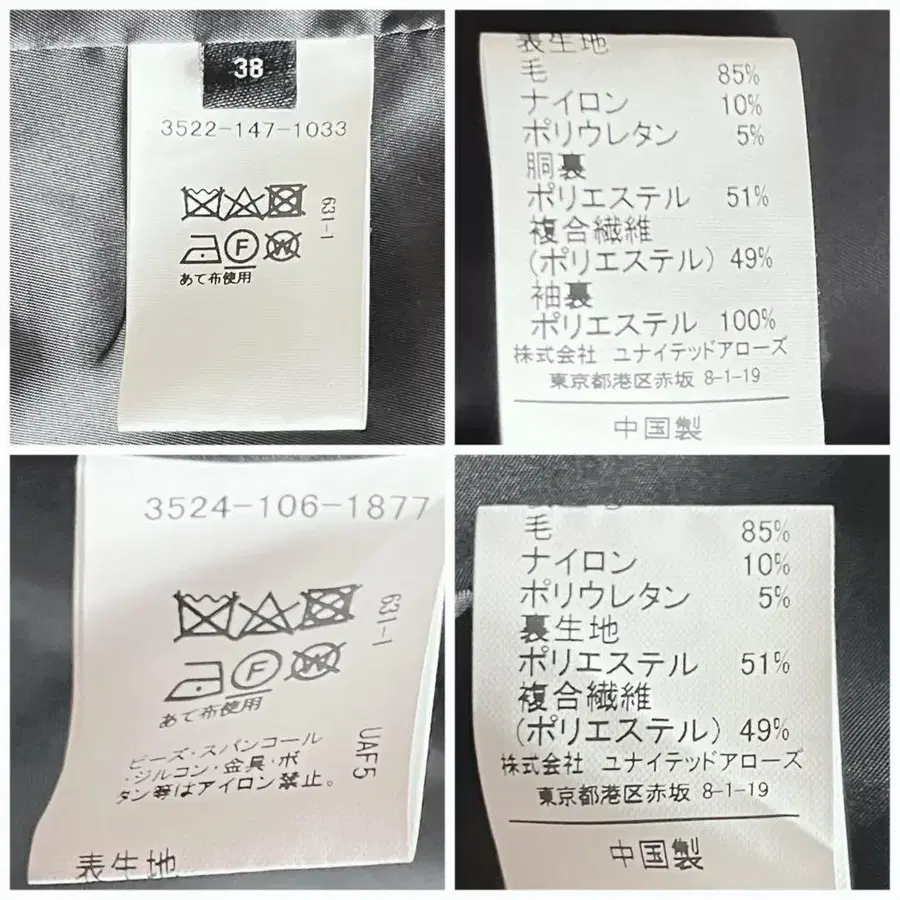 38
3522-147-1033
631-1
F
W
あて布使用
表生地
毛 85%
ナイロン 10%
ポリウレタン 5%
胴裏
ポリエステル 51%
複合繊維
(ポリエステル) 49%
袖裏
ポリエステル 100%
株式会社 ユナイテッドアローズ
東京都港区赤坂 8-1-19
中国製
3524-106-1877
631-1
F
W
あて布使用
UAF5
ビーズ・スパンコール
・ジルコン・金具・ボ
タン等はアイロン禁止。
表生地
毛 85%
ナイロン 10%
ポリウレタン 5%
裏生地
ポリエステル 51%
複合繊維
(ポリエステル) 49%
株式会社 ユナイテッドアローズ
東京都港区赤坂 8-1-19
中国製